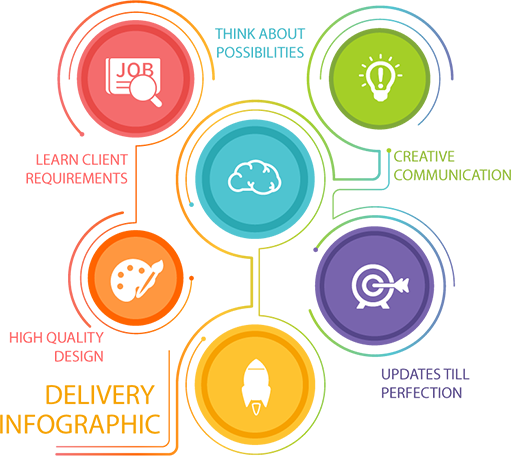 THINK ABOUT
POSSIBILITIES
JOB
LEARN CLIENT
REQUIREMENTS
CREATIVE
COMMUNICATION
HIGH QUALITY
DESIGN
UPDATES TILL
PERFECTION
DELIVERY
INFOGRAPHIC